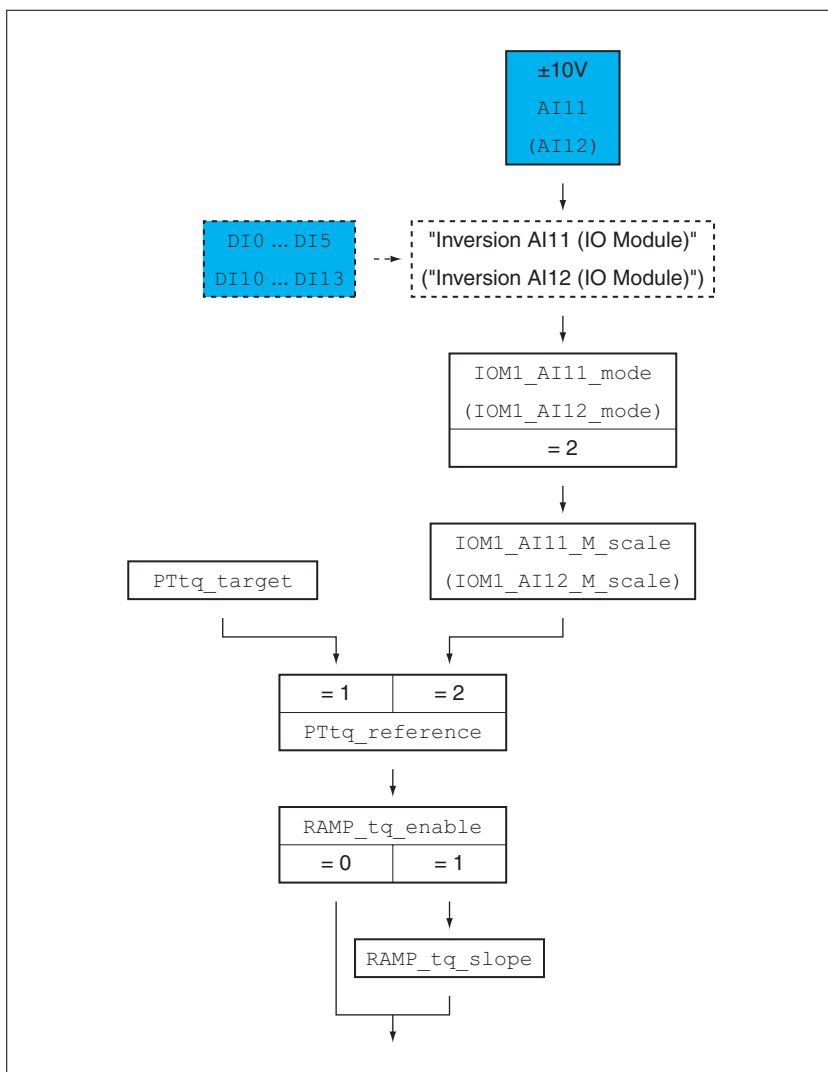 ±10V
AI11
(AI12)
DI0 ... DI5
DI10 ... DI13
"Inversion AI11 (IO Module)"
("Inversion AI12 (IO Module)")
IOM1_AI11_mode
(IOM1_AI12_mode)
= 2
IOM1_AI11_M_scale
(IOM1_AI12_M_scale)
PTtq_target
= 1
= 2
PTtq_reference
RAMP_tq_enable
= 0
= 1
RAMP_tq_slope